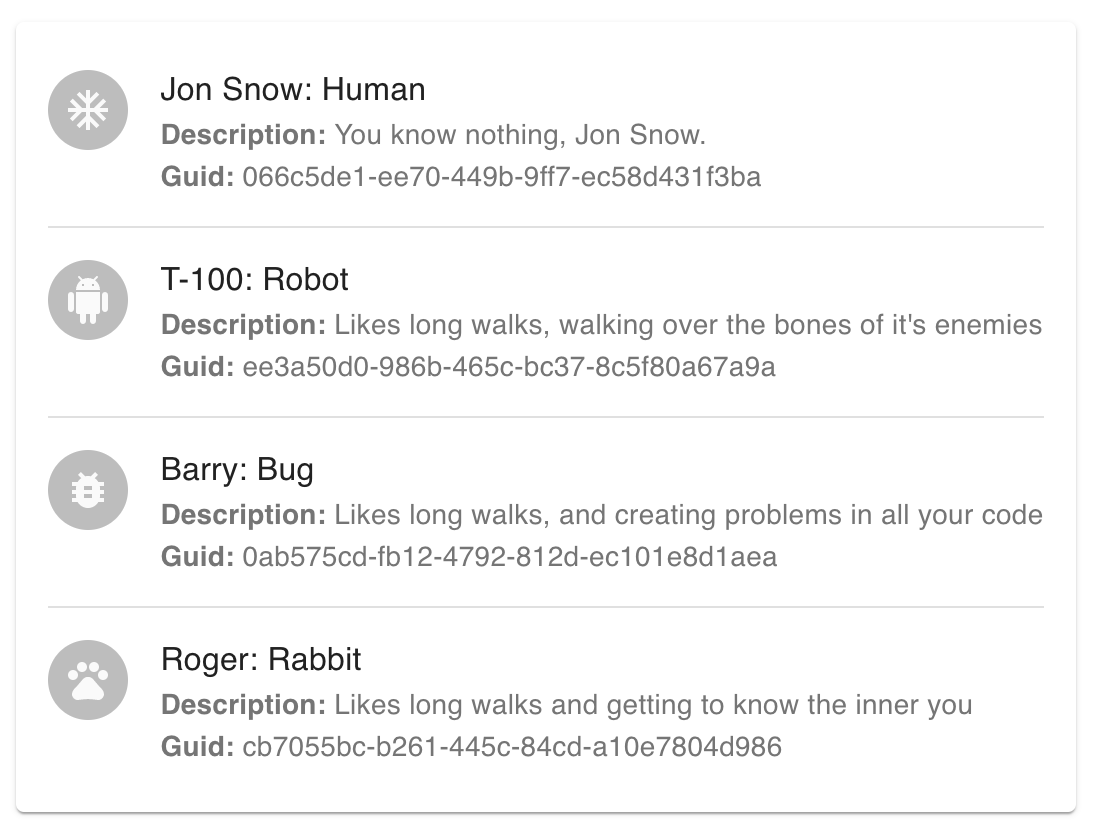 Jon Snow: Human
Description: You know nothing, Jon Snow.
Guid: 066c5de1-ee70-449b-9ff7-ec58d431f3ba
T-100: Robot
Description: Likes long walks, walking over the bones of it's enemies
Guid: ee3a50d0-986b-465c-bc37-8c5f80a67a9a
Barry: Bug
Description: Likes long walks, and creating problems in all your code
Guid: 0ab575cd-fb12-4792-812d-ec101e8d1aea
Roger: Rabbit
Description: Likes long walks and getting to know the inner you
Guid: cb7055bc-b261-445c-84cd-a10e7804d986